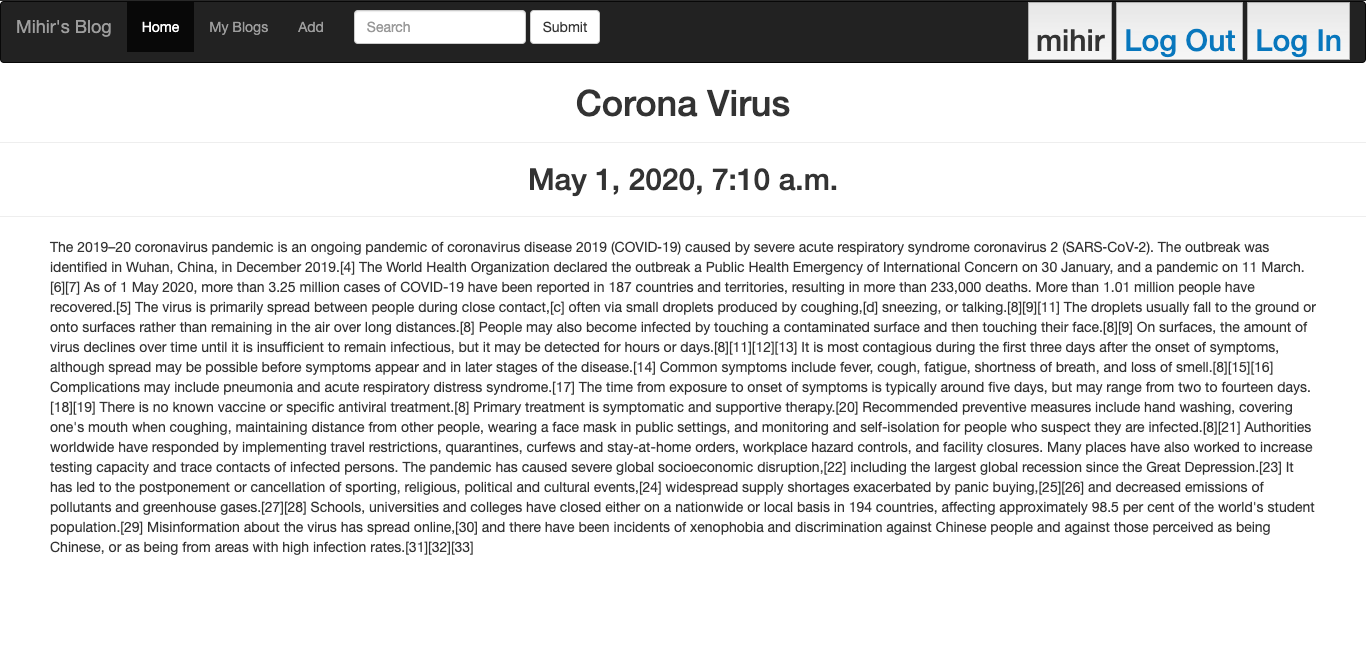 Mihir's Blog Home My Blogs Add Search Submit mihir Log Out Log In
Corona Virus
May 1, 2020, 7:10 a.m.
The 2019–20 coronavirus pandemic is an ongoing pandemic of coronavirus disease 2019 (COVID-19) caused by severe acute respiratory syndrome coronavirus 2 (SARS-CoV-2). The outbreak was
identified in Wuhan, China, in December 2019.[4] The World Health Organization declared the outbreak a Public Health Emergency of International Concern on 30 January, and a pandemic on 11 March.
[6][7] As of 1 May 2020, more than 3.25 million cases of COVID-19 have been reported in 187 countries and territories, resulting in more than 233,000 deaths. More than 1.01 million people have
recovered.[5] The virus is primarily spread between people during close contact,[c] often via small droplets produced by coughing,[d] sneezing, or talking.[8][9][11] The droplets usually fall to the ground or
onto surfaces rather than remaining in the air over long distances.[8] People may also become infected by touching a contaminated surface and then touching their face.[8][9] On surfaces, the amount of
virus declines over time until it is insufficient to remain infectious, but it may be detected for hours or days.[8][11][12][13] It is most contagious during the first three days after the onset of symptoms,
although spread may be possible before symptoms appear and in later stages of the disease.[14] Common symptoms include fever, cough, fatigue, shortness of breath, and loss of smell.[8][15][16]
Complications may include pneumonia and acute respiratory distress syndrome.[17] The time from exposure to onset of symptoms is typically around five days, but may range from two to fourteen days.
[18][19] There is no known vaccine or specific antiviral treatment.[8] Primary treatment is symptomatic and supportive therapy.[20] Recommended preventive measures include hand washing, covering
one's mouth when coughing, maintaining distance from other people, wearing a face mask in public settings, and monitoring and self-isolation for people who suspect they are infected.[8][21] Authorities
worldwide have responded by implementing travel restrictions, quarantines, curfews and stay-at-home orders, workplace hazard controls, and facility closures. Many places have also worked to increase
testing capacity and trace contacts of infected persons. The pandemic has caused severe global socioeconomic disruption,[22] including the largest global recession since the Great Depression.[23] It
has led to the postponement or cancellation of sporting, religious, political and cultural events,[24] widespread supply shortages exacerbated by panic buying,[25][26] and decreased emissions of
pollutants and greenhouse gases.[27][28] Schools, universities and colleges have closed either on a nationwide or local basis in 194 countries, affecting approximately 98.5 per cent of the world's student
population.[29] Misinformation about the virus has spread online,[30] and there have been incidents of xenophobia and discrimination against Chinese people and against those perceived as being
Chinese, or as being from areas with high infection rates.[31][32][33]